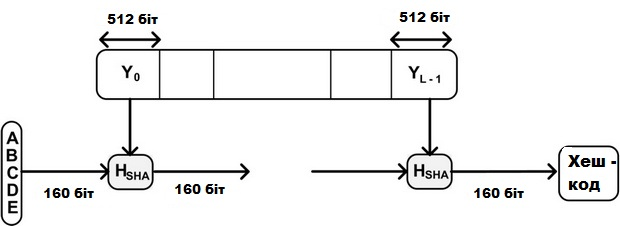 512 біт
512 біт
Y0
YL - 1
A
B
C
D
E
HSHA
HSHA
Хеш -
код
160 біт
160 біт
160 біт